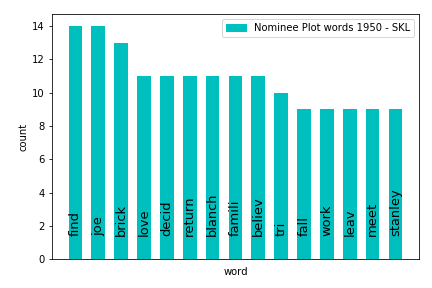 Nominee Plot words 1950 - SKL
14
12
10
8
6
4
2
0
count
find
joe
brick
love
decid
return
blanch
famili
believ
tri
fall
work
leav
meet
stanley
word